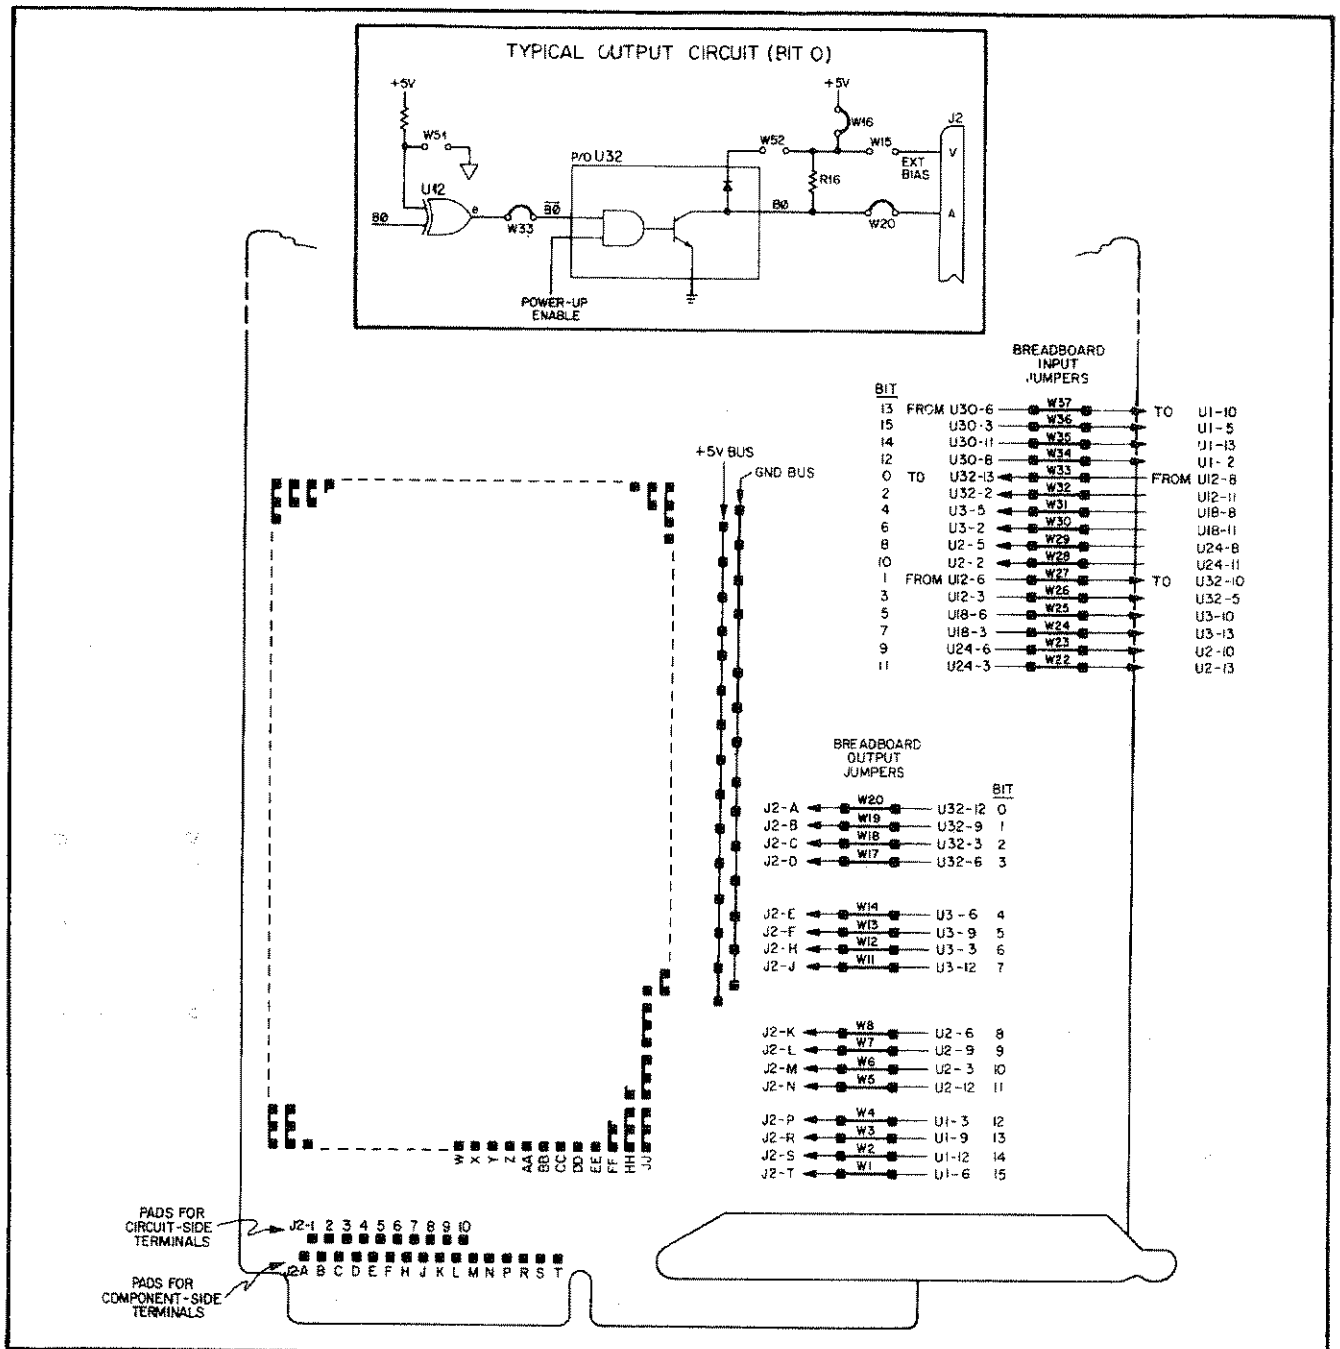 TYPICAL OUTPUT CIRCUIT (BIT 0)
+5V
+5V
W51
W16
J2
W52
W15
V
P/O U32
EXT
BIAS
R16
U12
B0
e
B0
W33
B0
W20
A
POWER-UP
ENABLE
BREADBOARD
INPUT
JUMPERS
BIT
13 FROM U30-6 W37 TO U1-10
15 U30-3 W36 U1-5
14 U30-11 W35 U1-13
12 U30-8 W34 U1-2
0 TO U32-13 W33 FROM U12-8
2 U32-2 W32 U12-11
4 U3-5 W31 U18-8
6 U3-2 W30 U18-11
8 U2-5 W29 U24-8
10 U2-2 W28 U24-11
1 FROM U12-6 W27 TO U32-10
3 U12-3 W26 U32-5
5 U18-6 W25 U3-10
7 U18-3 W24 U3-13
9 U24-6 W23 U2-10
11 U24-3 W22 U2-13
+5V BUS
GND BUS
BREADBOARD
OUTPUT
JUMPERS
BIT
J2-A W20 U32-12 0
J2-B W19 U32-9 1
J2-C W18 U32-3 2
J2-D W17 U32-6 3
J2-E W14 U3-6 4
J2-F W13 U3-9 5
J2-H W12 U3-3 6
J2-J W11 U3-12 7
J2-K W8 U2-6 8
J2-L W7 U2-9 9
J2-M W6 U2-3 10
J2-N W5 U2-12 11
J2-P W4 U1-3 12
J2-R W3 U1-9 13
J2-S W2 U1-12 14
J2-T W1 U1-6 15
W X Y Z AA BB CC DD EE FF HH JJ
PADS FOR
CIRCUIT-SIDE
TERMINALS
J2-1 2 3 4 5 6 7 8 9 10
J2A B C D E F H J K L M N P R S T
PADS FOR
COMPONENT-SIDE
TERMINALS